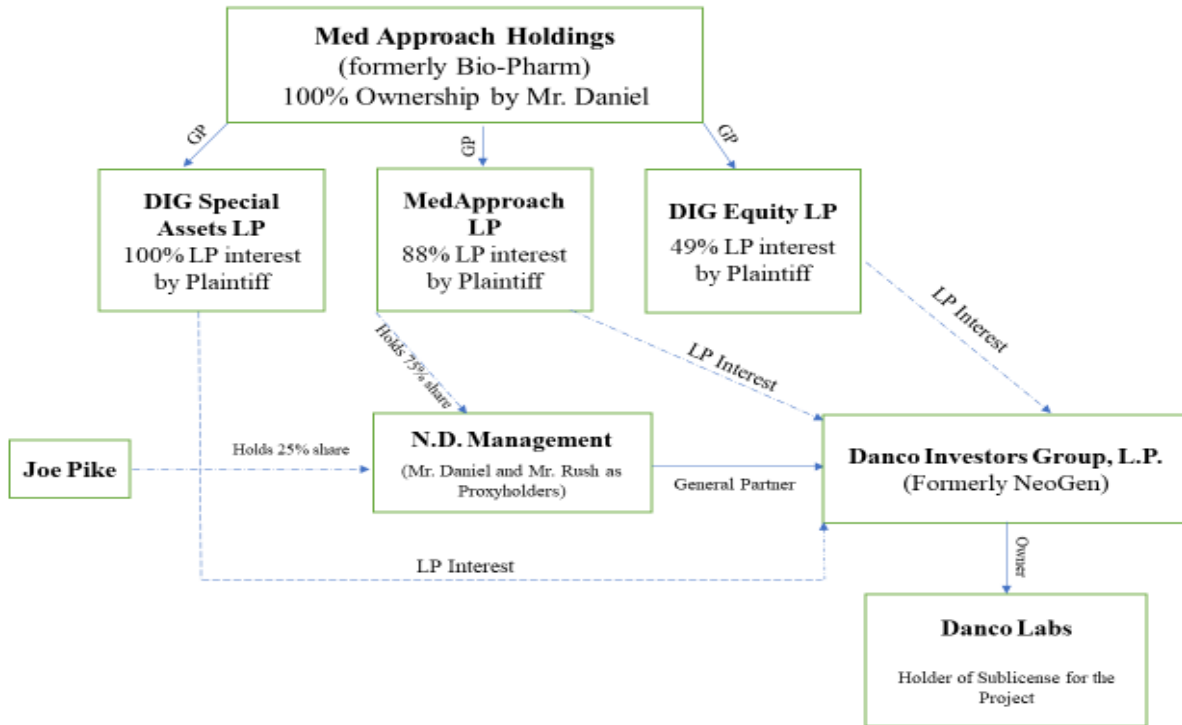 Med Approach Holdings
(formerly Bio-Pharm)
100% Ownership by Mr. Daniel
GP
GP
GP
DIG Special
Assets LP
100% LP interest
by Plaintiff
MedApproach
LP
88% LP interest
by Plaintiff
DIG Equity LP
49% LP interest
by Plaintiff
Holds 75% share
LP Interest
LP Interest
Joe Pike
Holds 25% share
N.D. Management
(Mr. Daniel and Mr. Rush as
Proxyholders)
General Partner
Danco Investors Group, L.P.
(Formerly NeoGen)
LP Interest
Owner
Danco Labs
Holder of Sublicense for the
Project